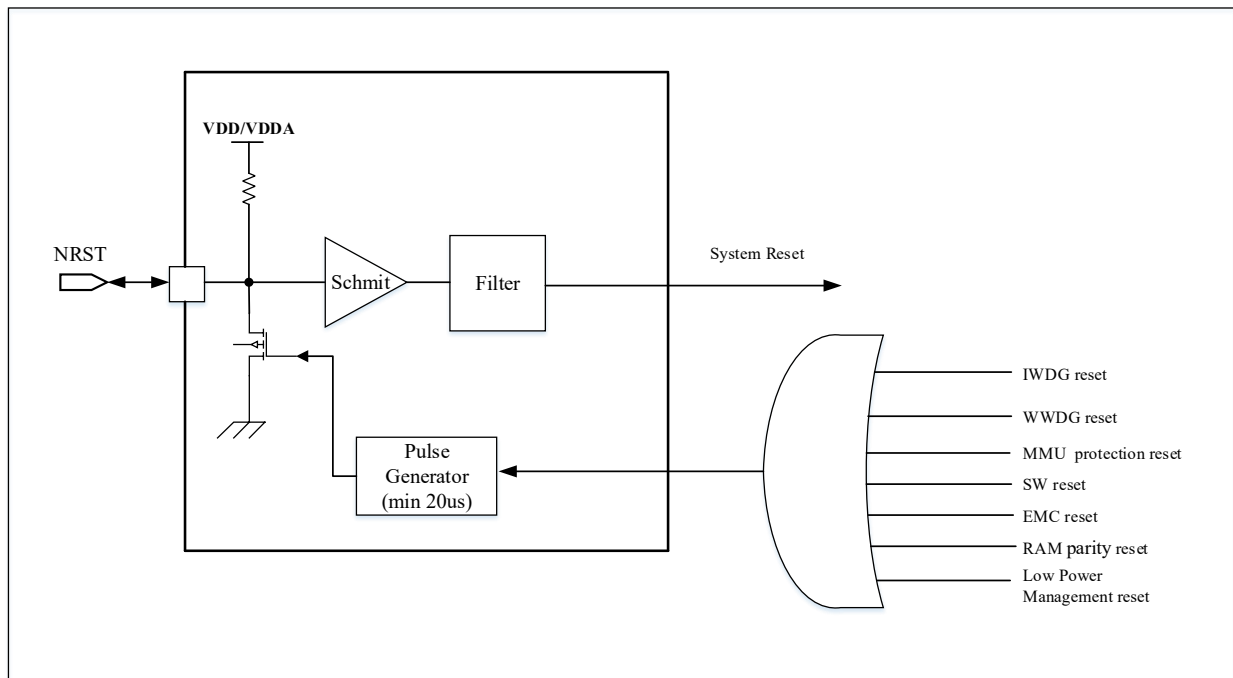 VDD/VDDA
NRST
Schmit
Filter
System Reset
Pulse
Generator
(min 20us)
IWDG reset
WWDG reset
MMU protection reset
SW reset
EMC reset
RAM parity reset
Low Power
Management reset